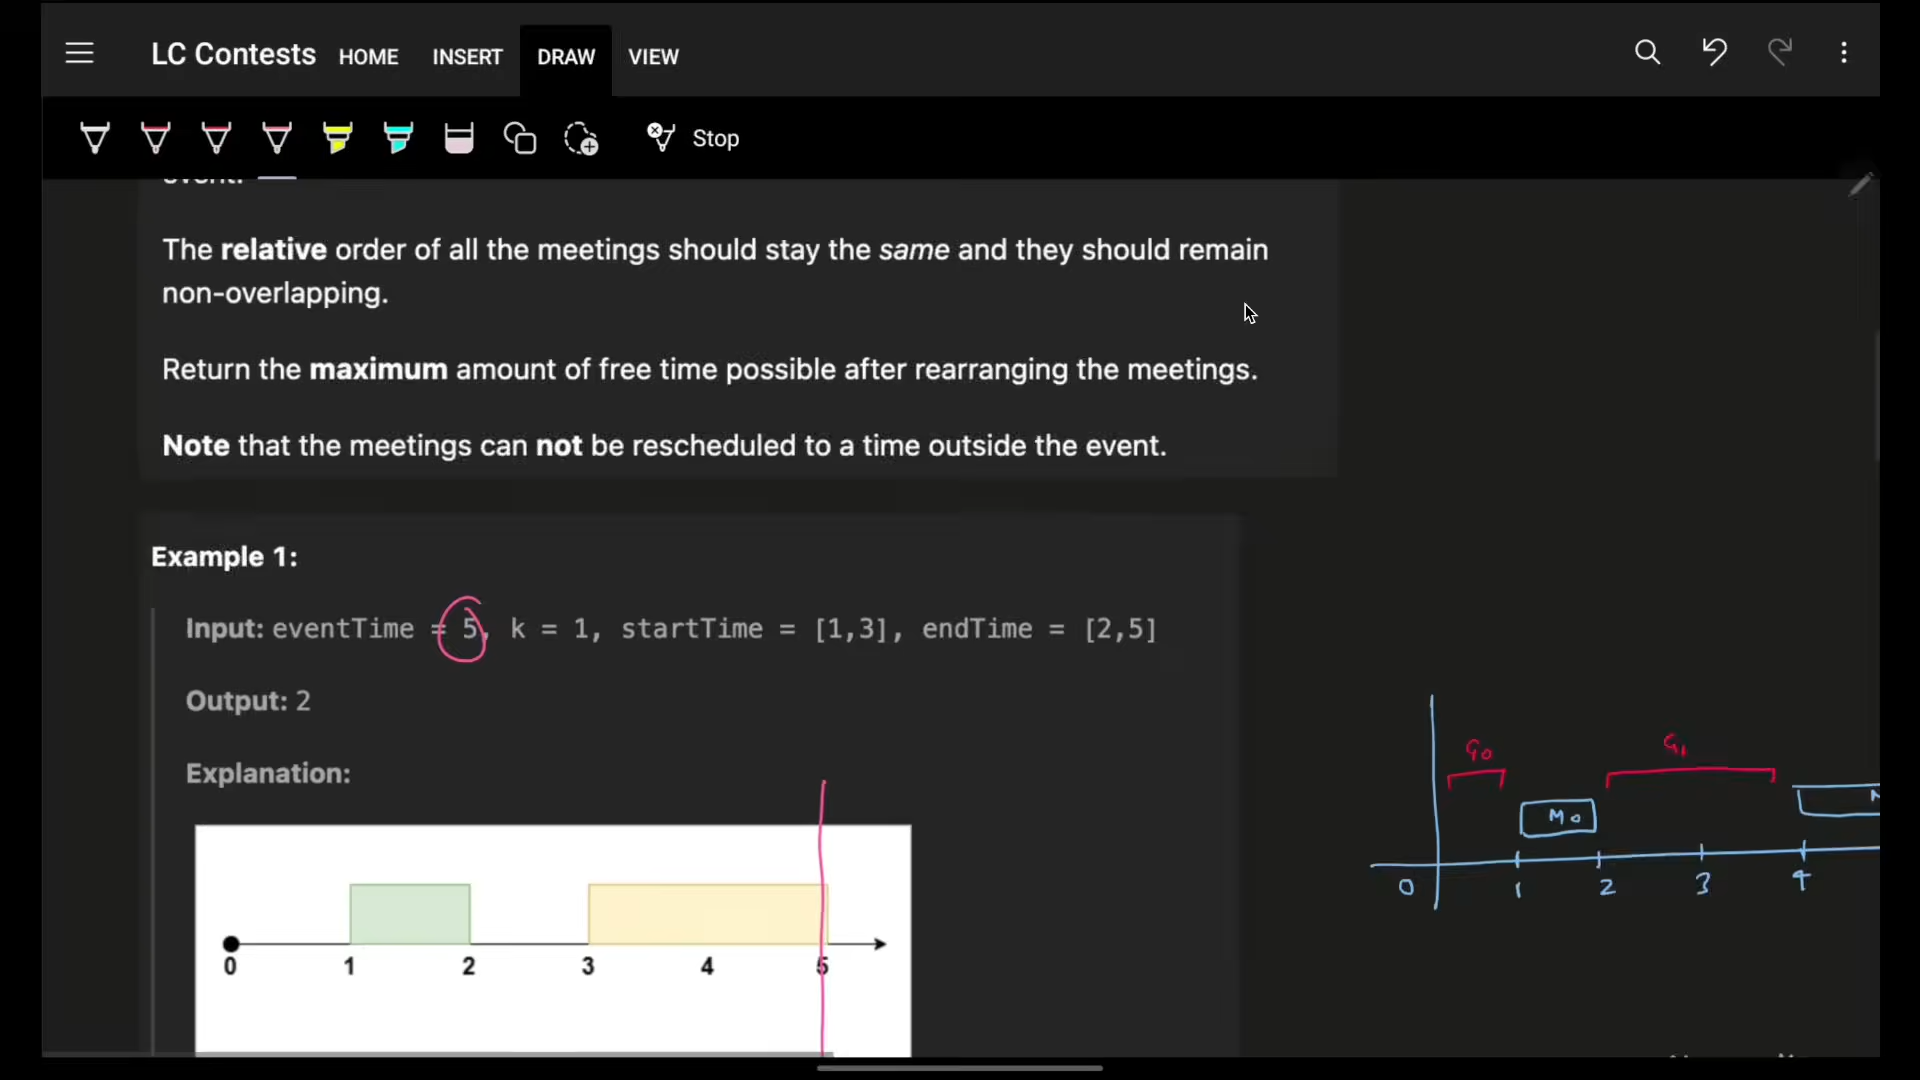 LC Contests HOME INSERT DRAW VIEW
Stop
event.
The relative order of all the meetings should stay the same and they should remain
non-overlapping.
Return the maximum amount of free time possible after rearranging the meetings.
Note that the meetings can not be rescheduled to a time outside the event.
Example 1:
Input: eventTime = 5, k = 1, startTime = [1,3], endTime = [2,5]
Output: 2
Explanation:
0 1 2 3 4 5
G0 G1
M0
0 1 2 3 4